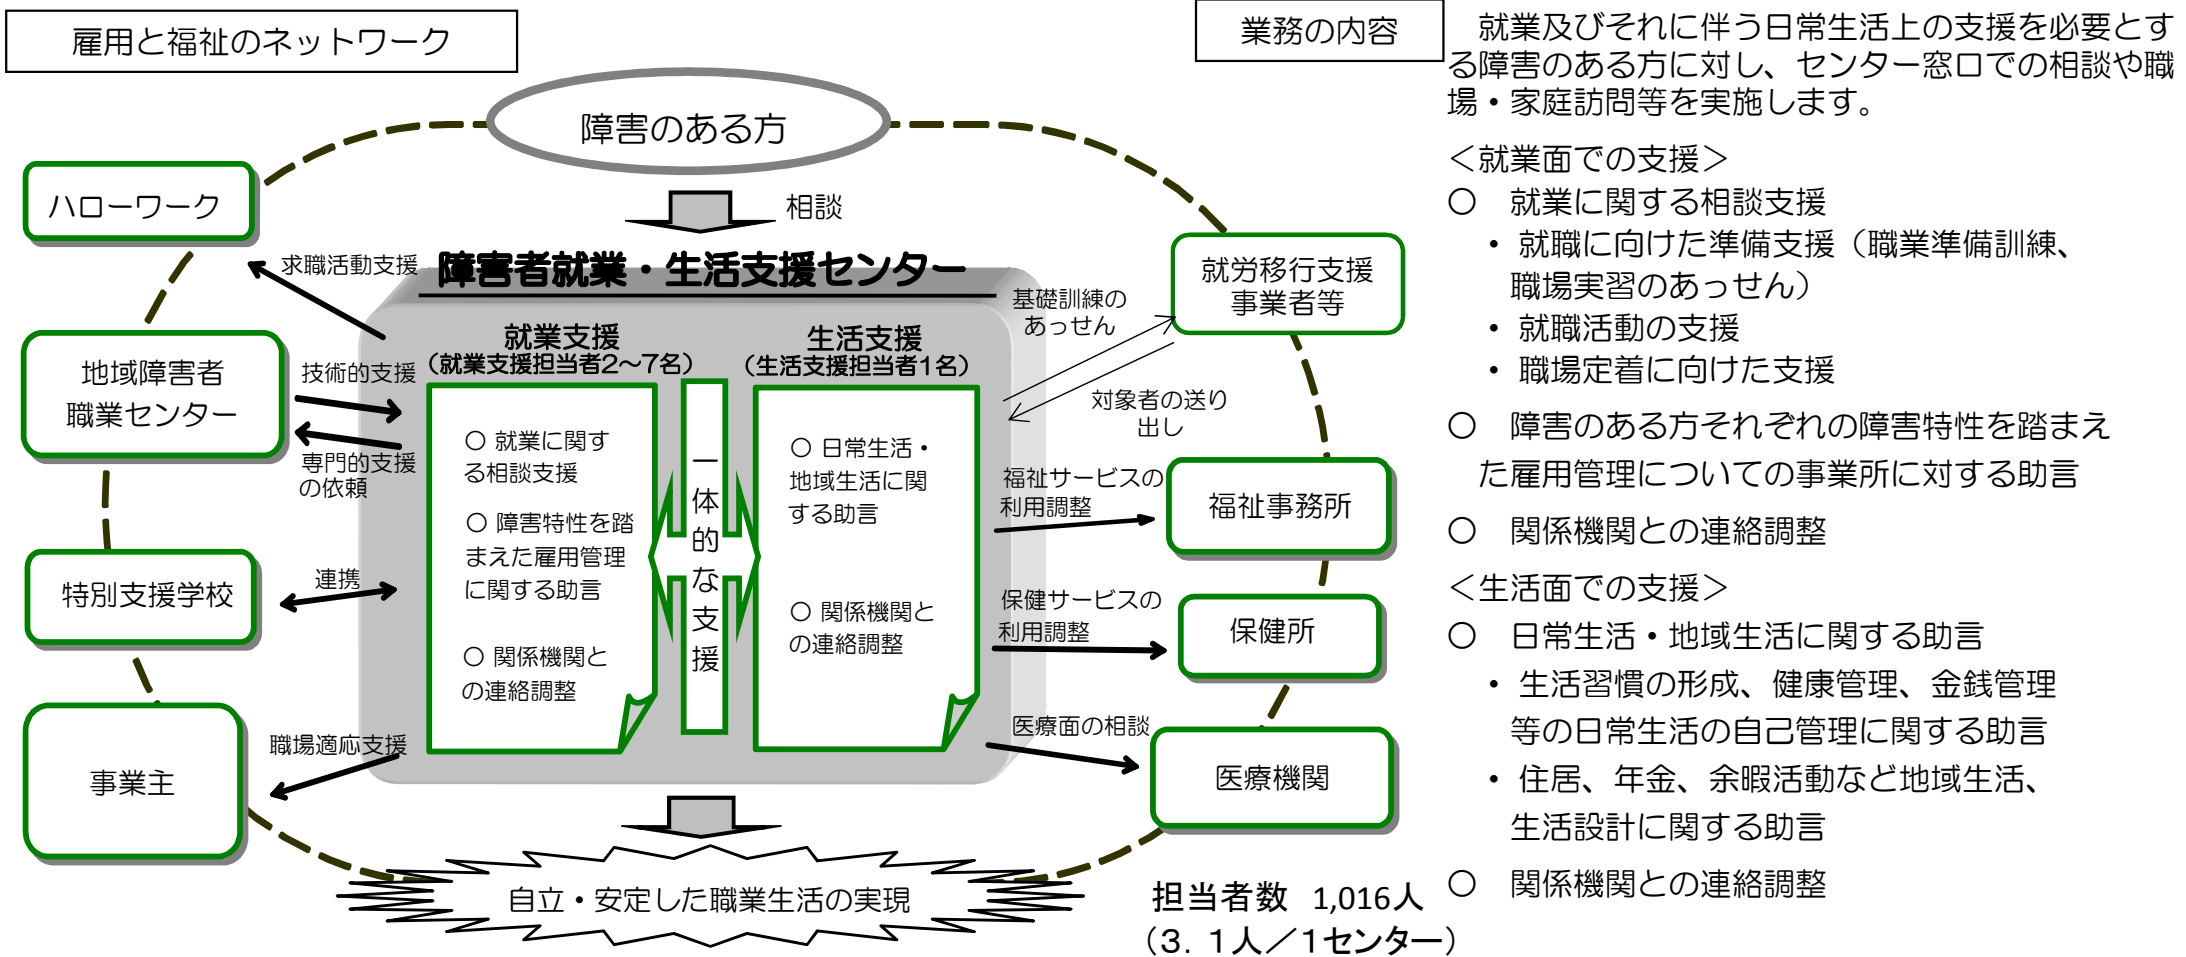 雇用と福祉のネットワーク
障害のある方
相談
ハローワーク
求職活動支援
地域障害者
職業センター
技術的支援
専門的支援
の依頼
特別支援学校
連携
事業主
職場適応支援
障害者就業・生活支援センター
就業支援
（就業支援担当者2～7名）
○ 就業に関す
る相談支援
○ 障害特性を踏
まえた雇用管理
に関する助言
○ 関係機関と
の連絡調整
一体的な支援
生活支援
（生活支援担当者1名）
○ 日常生活・
地域生活に関
する助言
○ 関係機関と
の連絡調整
基礎訓練の
あっせん
就労移行支援
事業者等
対象者の送り
出し
福祉サービスの
利用調整
福祉事務所
保健サービスの
利用調整
保健所
医療面の相談
医療機関
自立・安定した職業生活の実現
担当者数 1,016人
（3．1人／1センター）
業務の内容
就業及びそれに伴う日常生活上の支援を必要とす
る障害のある方に対し、センター窓口での相談や職
場・家庭訪問等を実施します。
＜就業面での支援＞
○ 就業に関する相談支援
・ 就職に向けた準備支援（職業準備訓練、
職場実習のあっせん）
・ 就職活動の支援
・ 職場定着に向けた支援
○ 障害のある方それぞれの障害特性を踏まえ
た雇用管理についての事業所に対する助言
○ 関係機関との連絡調整
＜生活面での支援＞
○ 日常生活・地域生活に関する助言
・ 生活習慣の形成、健康管理、金銭管理
等の日常生活の自己管理に関する助言
・ 住居、年金、余暇活動など地域生活、
生活設計に関する助言
○ 関係機関との連絡調整